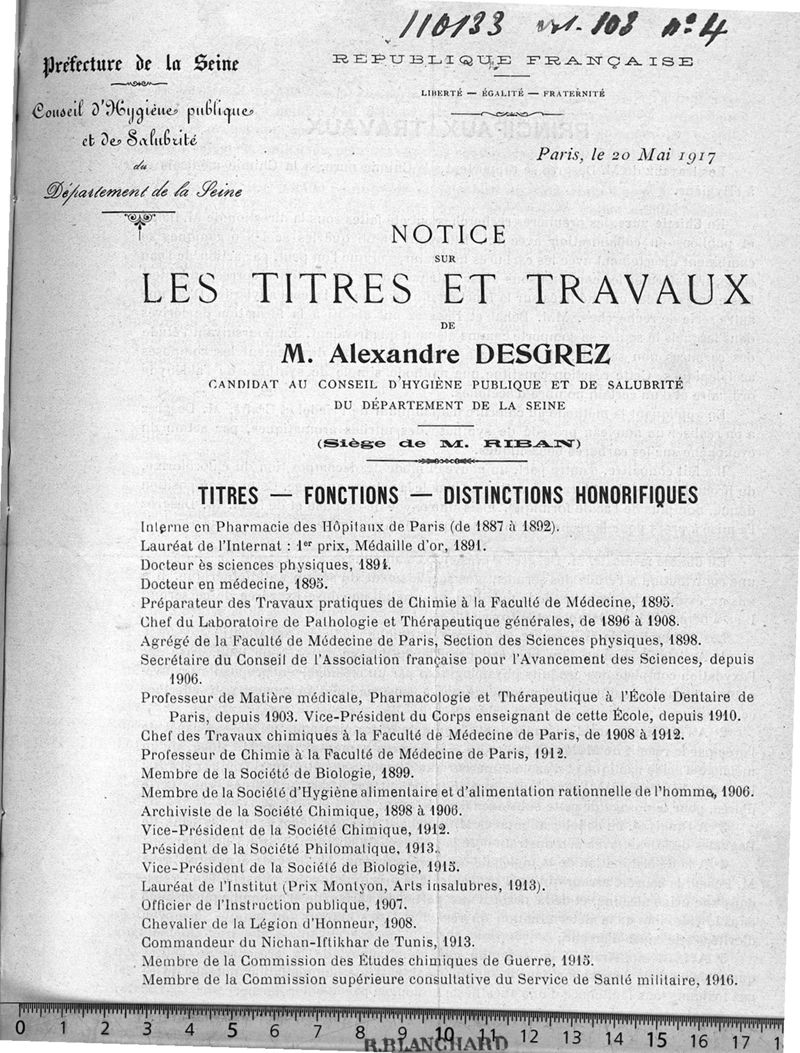 110133 vol. 103 n° 4
Préfecture de la Seine
Conseil d'Hygiène publique
et de Salubrité
du
Département de la Seine
RÉPUBLIQUE FRANÇAISE
LIBERTÉ — ÉGALITÉ — FRATERNITÉ
Paris, le 20 Mai 1917
NOTICE
SUR
LES TITRES ET TRAVAUX
DE
M. Alexandre DESGREZ
CANDIDAT AU CONSEIL D'HYGIÈNE PUBLIQUE ET DE SALUBRITÉ
DU DÉPARTEMENT DE LA SEINE
(Siège de M. RIBAN)
TITRES — FONCTIONS — DISTINCTIONS HONORIFIQUES
Interne en Pharmacie des Hôpitaux de Paris (de 1887 à 1892).
Lauréat de l'Internat : 1er prix, Médaille d'or, 1891.
Docteur ès sciences physiques, 1894.
Docteur en médecine, 1895.
Préparateur des Travaux pratiques de Chimie à la Faculté de Médecine, 1895.
Chef du Laboratoire de Pathologie et Thérapeutique générales, de 1896 à 1908.
Agrégé de la Faculté de Médecine de Paris, Section des Sciences physiques, 1898.
Secrétaire du Conseil de l'Association française pour l'Avancement des Sciences, depuis
1906.
Professeur de Matière médicale, Pharmacologie et Thérapeutique à l'École Dentaire de
Paris, depuis 1903. Vice-Président du Corps enseignant de cette École, depuis 1910.
Chef des Travaux chimiques à la Faculté de Médecine de Paris, de 1908 à 1912.
Professeur de Chimie à la Faculté de Médecine de Paris, 1912.
Membre de la Société de Biologie, 1899.
Membre de la Société d'Hygiène alimentaire et d'alimentation rationnelle de l'homme, 1906.
Archiviste de la Société Chimique, 1898 à 1906.
Vice-Président de la Société Chimique, 1912.
Président de la Société Philomatique, 1913.
Vice-Président de la Société de Biologie, 1915.
Lauréat de l'Institut (Prix Montyon, Arts insalubres, 1913).
Officier de l'Instruction publique, 1907.
Chevalier de la Légion d'Honneur, 1908.
Commandeur du Nichan-Iftikhar de Tunis, 1913.
Membre de la Commission des Études chimiques de Guerre, 1915.
Membre de la Commission supérieure consultative du Service de Santé militaire, 1916.
0 1 2 3 4 5 6 7 8 9 10 11 12 13 14 15 16 17
R. BLANCHARD